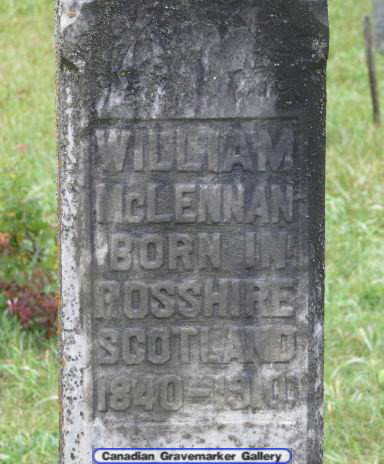 WILLIAM
McLENNAN
BORN IN
ROSSHIRE
SCOTLAND
1840
Canadian Gravemarker Gallery